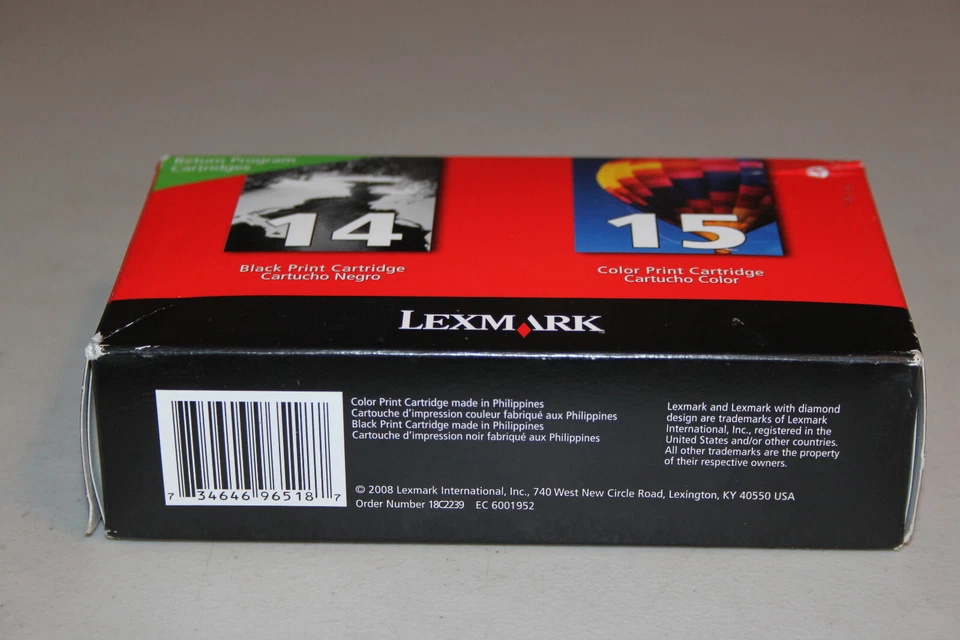 Return Program
Cartridges
14
Black Print Cartridge
Cartucho Negro
15
Color Print Cartridge
Cartucho Color
LEXMARK
Color Print Cartridge made in Philippines
Cartouche d'impression couleur fabriqué aux Philippines
Black Print Cartridge made in Philippines
Cartouche d'impression noir fabriqué aux Philippines
Lexmark and Lexmark with diamond
design are trademarks of Lexmark
International, Inc., registered in the
United States and/or other countries.
All other trademarks are the property
of their respective owners.
7 34646 96518 7
© 2008 Lexmark International, Inc., 740 West New Circle Road, Lexington, KY 40550 USA
Order Number 18C2239 EC 6001952